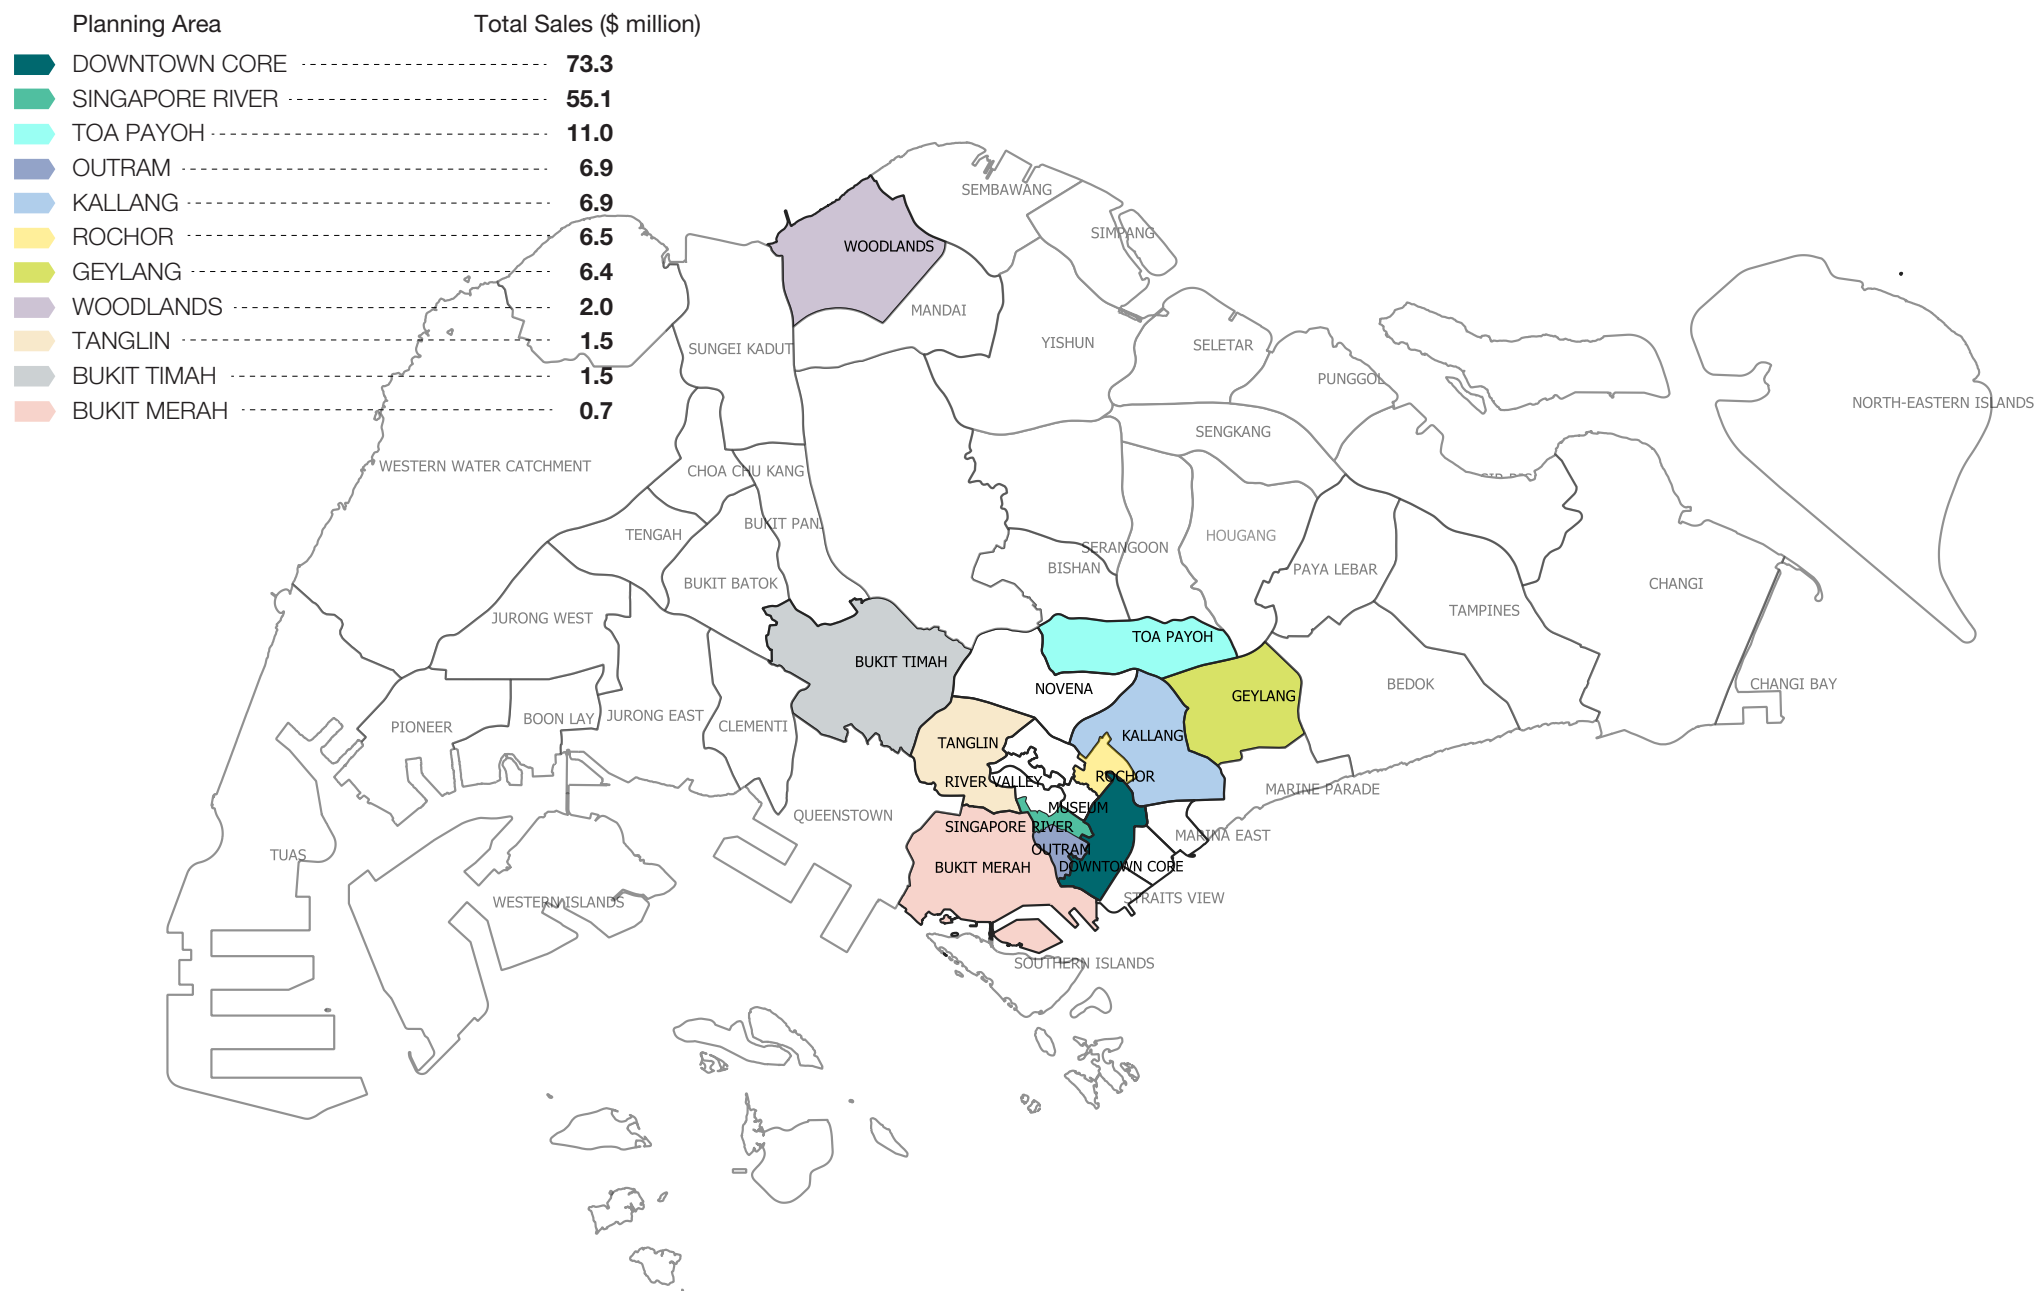 Planning Area Total Sales ($ million)
DOWNTOWN CORE 73.3
SINGAPORE RIVER 55.1
TOA PAYOH 11.0
OUTRAM 6.9
KALLANG 6.9
ROCHOR 6.5
GEYLANG 6.4
WOODLANDS 2.0
TANGLIN 1.5
BUKIT TIMAH 1.5
BUKIT MERAH 0.7
SEMBAWANG
SIMPANG
WOODLANDS
MANDAI
SUNGEI KADUT
YISHUN
SELETAR
PUNGGOL
NORTH-EASTERN ISLANDS
SENGKANG
WESTERN WATER CATCHMENT
CHOA CHU KANG
BUKIT PAN
TENGAH
HOUGANG
SERANGOON
BISHAN
PAYA LEBAR
BUKIT BATOK
CHANGI
TAMPINES
JURONG WEST
TOA PAYOH
BUKIT TIMAH
NOVENA
GEYLANG
BEDOK
CHANGI BAY
PIONEER
BOON LAY
JURONG EAST
CLEMENTI
TANGLIN
KALLANG
ROCHOR
RIVER VALLEY
MARINE PARADE
MUSEUM
QUEENSTOWN
SINGAPORE RIVER
MARINA EAST
OUTRAM
TUAS
BUKIT MERAH
DOWNTOWN CORE
WESTERN ISLANDS
STRAITS VIEW
SOUTHERN ISLANDS